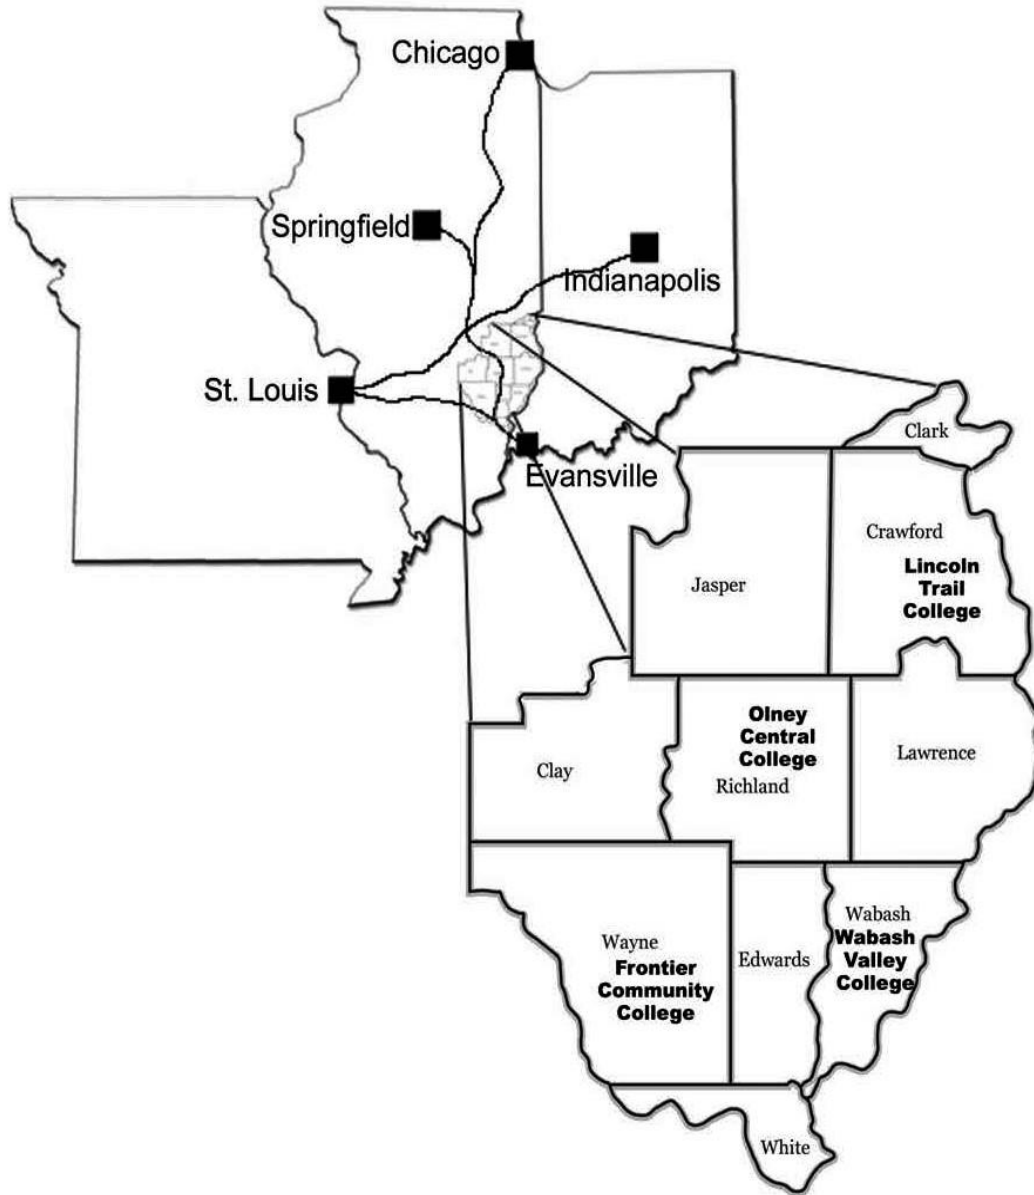 Chicago
Springfield
Indianapolis
St. Louis
Evansville
Clark
Crawford
Lincoln
Trail
College
Jasper
Olney
Central
College
Richland
Lawrence
Clay
Wayne
Frontier
Community
College
Edwards
Wabash
Wabash
Valley
College
White